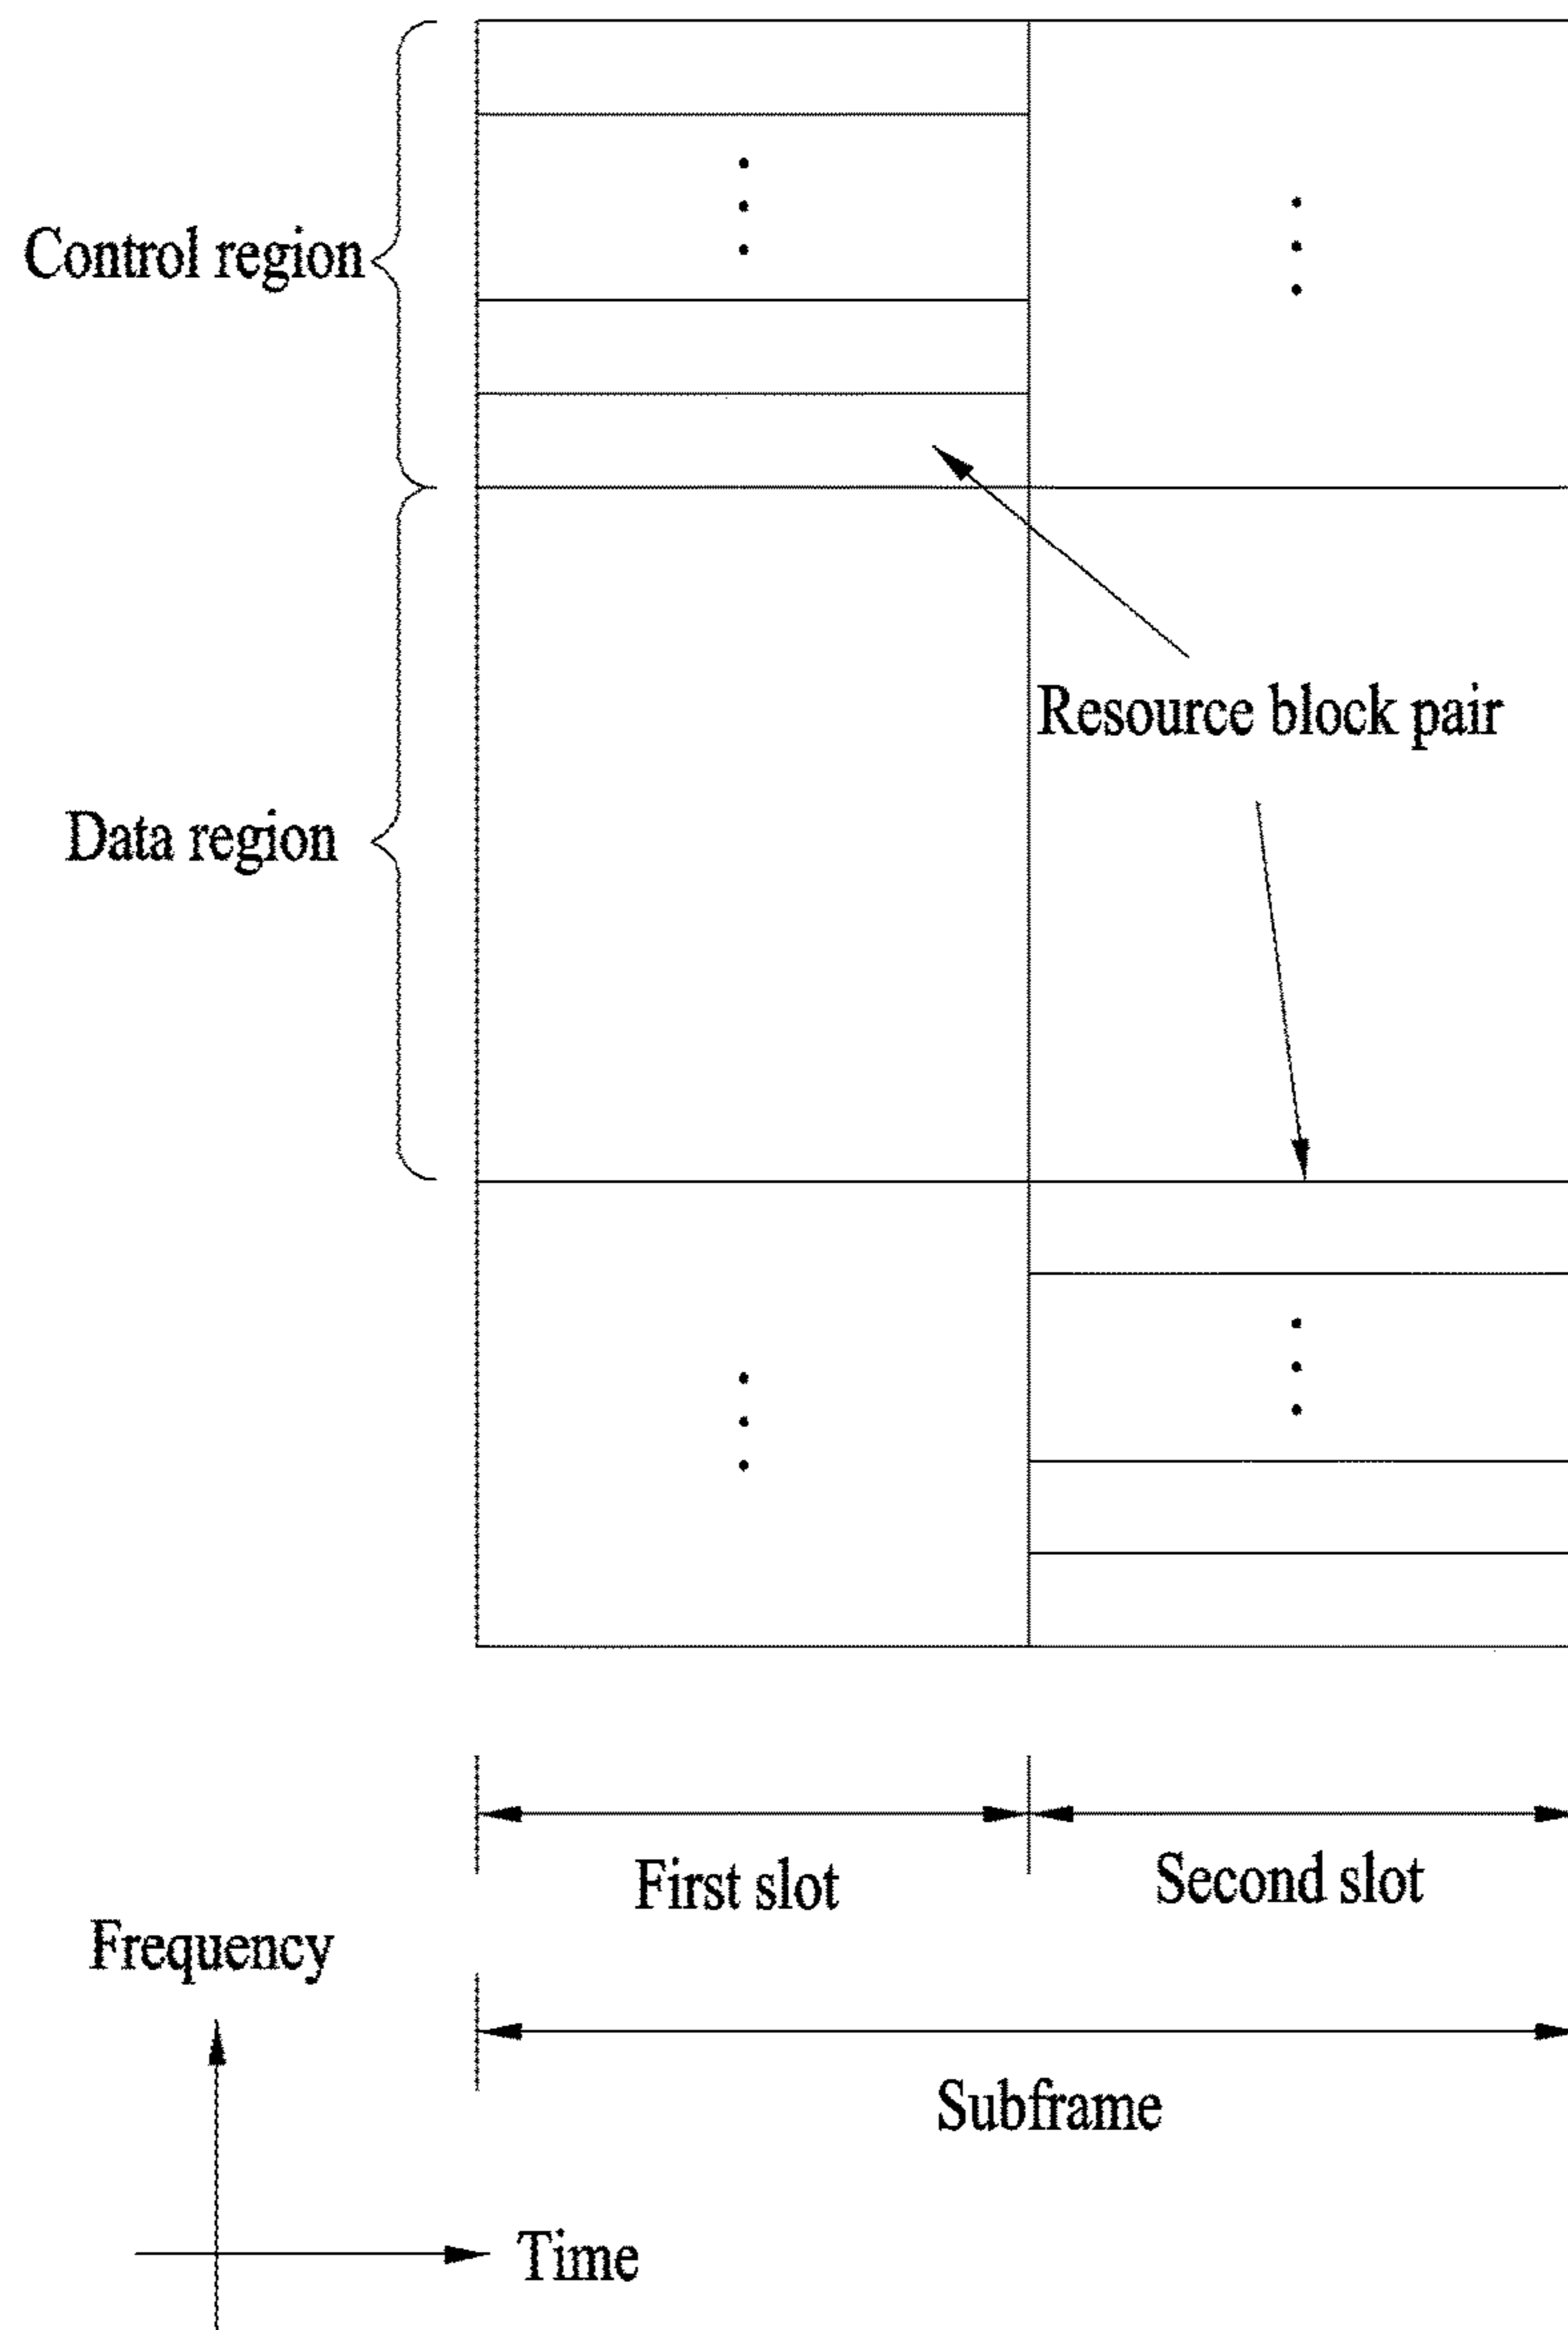 Control region
Resource block pair
Data region
First slot
Second slot
Frequency
Subframe
Time